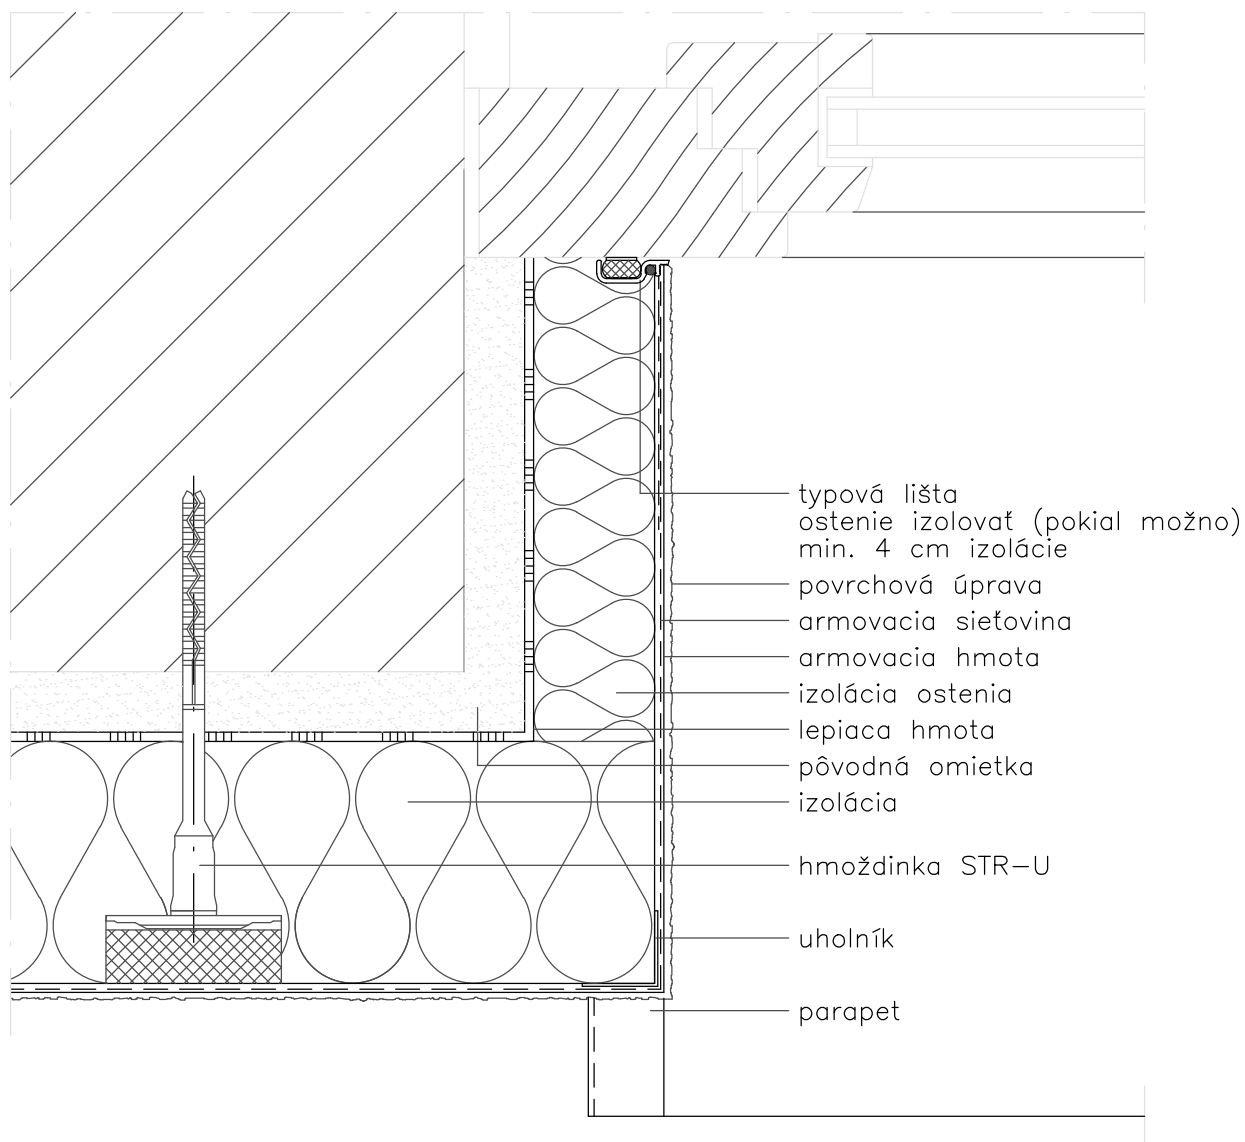 typová lišta
ostenie izolovať (pokial možno)
min. 4 cm izolácie
povrchová úprava
armovacia sieťovina
armovacia hmota
izolácia ostenia
lepiaca hmota
pôvodná omietka
izolácia
hmoždinka STR-U
uholník
parapet